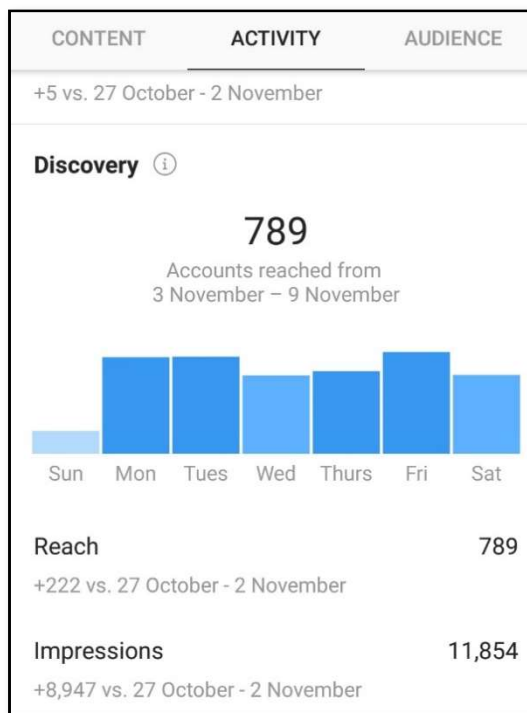 CONTENT ACTIVITY AUDIENCE
+5 vs. 27 October - 2 November
Discovery
789
Accounts reached from
3 November – 9 November
Sun Mon Tues Wed Thurs Fri Sat
Reach 789
+222 vs. 27 October - 2 November
Impressions 11,854
+8,947 vs. 27 October - 2 November